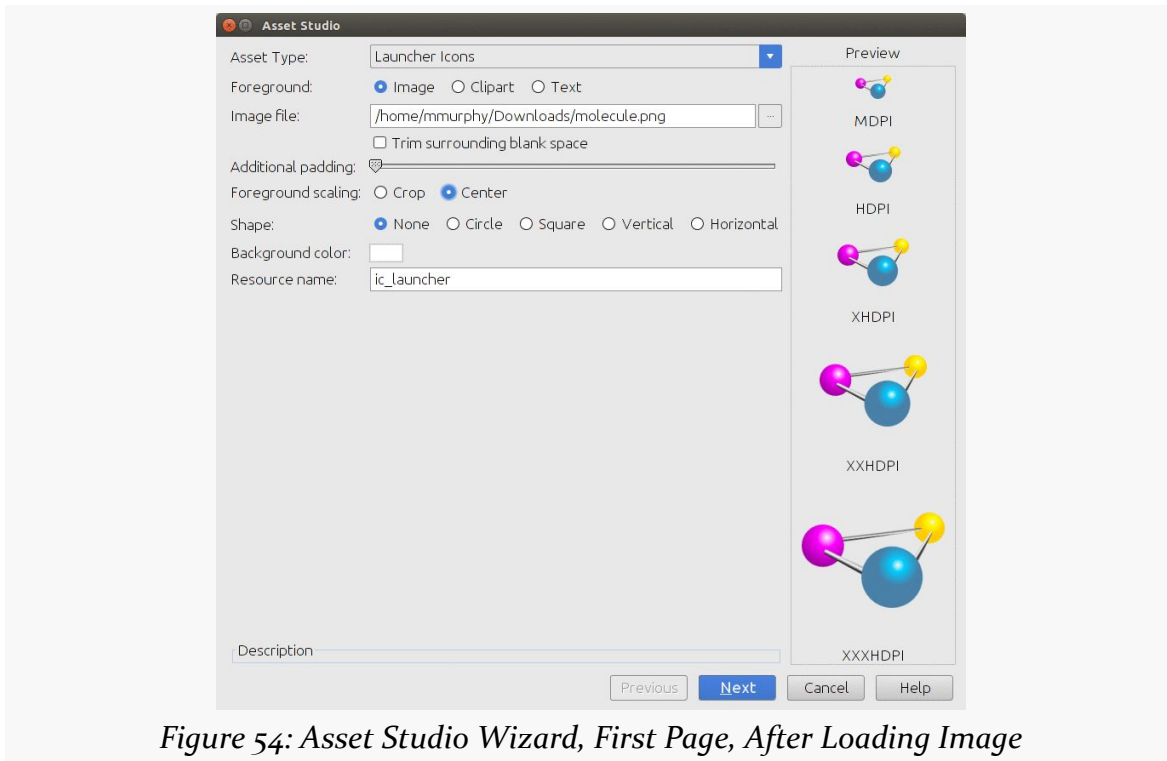 Asset Studio
Asset Type: Launcher Icons
Foreground: Image Clipart Text
Image file: /home/mmurphy/Downloads/molecule.png ...
Trim surrounding blank space
Additional padding:
Foreground scaling: Crop Center
Shape: None Circle Square Vertical Horizontal
Background color:
Resource name: ic_launcher
Description
Preview
MDPI
HDPI
XHDPI
XXHDPI
XXXHDPI
Previous Next Cancel Help
Figure 54: Asset Studio Wizard, First Page, After Loading Image